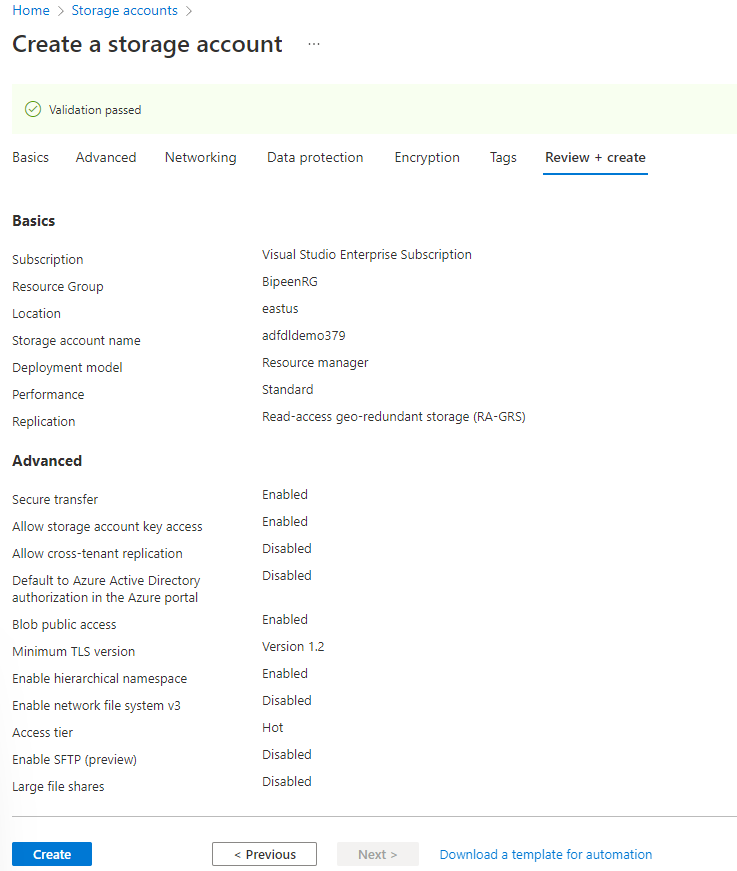 Home > Storage accounts >
Create a storage account ...
Validation passed
Basics Advanced Networking Data protection Encryption Tags Review + create
Basics
Subscription Visual Studio Enterprise Subscription
Resource Group BipeenRG
Location eastus
Storage account name adfdldemo379
Deployment model Resource manager
Performance Standard
Replication Read-access geo-redundant storage (RA-GRS)
Advanced
Secure transfer Enabled
Allow storage account key access Enabled
Allow cross-tenant replication Disabled
Default to Azure Active Directory Disabled
authorization in the Azure portal
Blob public access Enabled
Minimum TLS version Version 1.2
Enable hierarchical namespace Enabled
Enable network file system v3 Disabled
Access tier Hot
Enable SFTP (preview) Disabled
Large file shares Disabled
Create < Previous Next > Download a template for automation